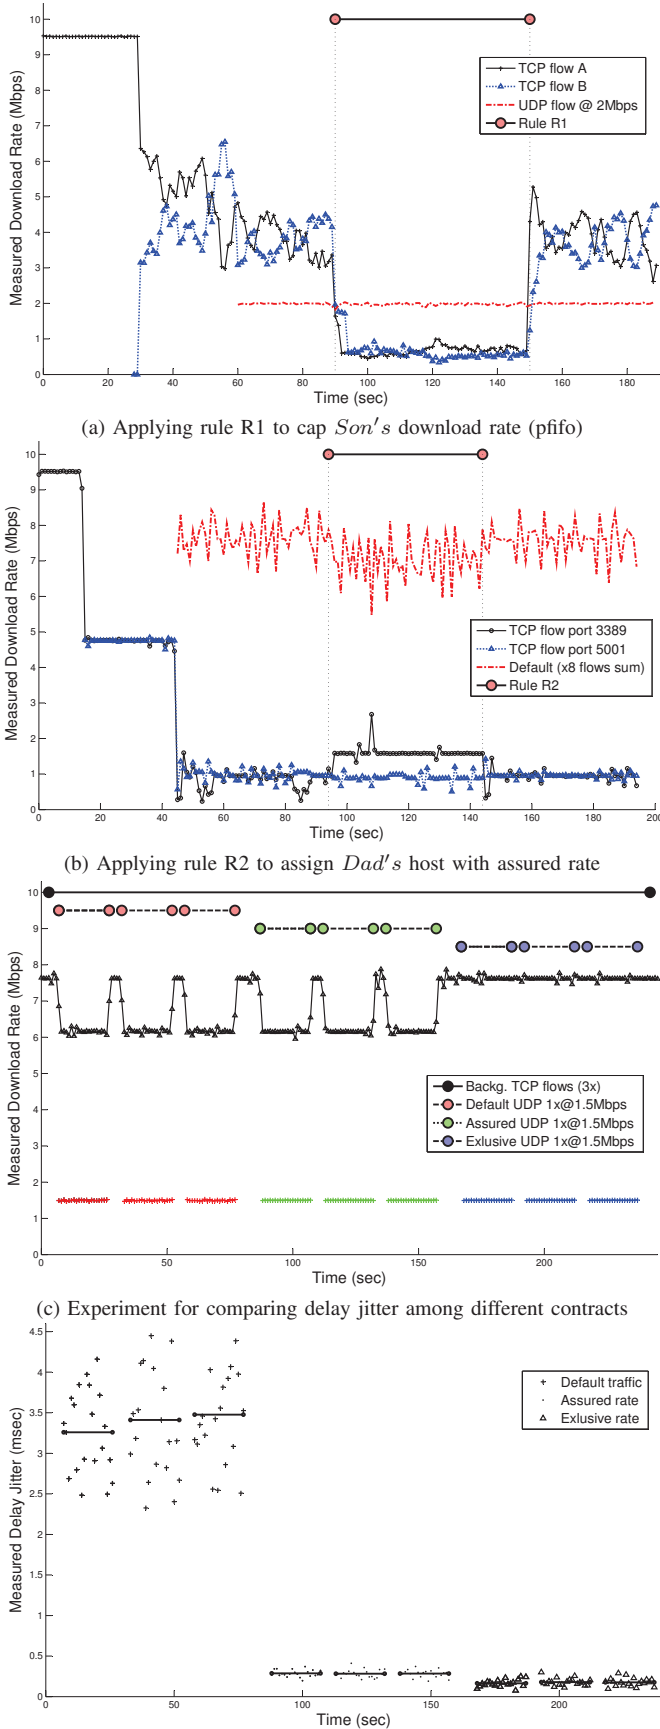 10
9
8
7
6
5
4
3
2
1
0
Measured Download Rate (Mbps)
TCP flow A
TCP flow B
UDP flow @ 2Mbps
Rule R1
0 20 40 60 80 100 120 140 160 180
Time (sec)
(a) Applying rule R1 to cap Son's download rate (pfifo)
10
9
8
7
6
5
4
3
2
1
0
Measured Download Rate (Mbps)
TCP flow port 3389
TCP flow port 5001
Default (x8 flows sum)
Rule R2
0 20 40 60 80 100 120 140 160 180 200
Time (sec)
(b) Applying rule R2 to assign Dad's host with assured rate
10
9
8
7
6
5
4
3
2
1
0
Measured Download Rate (Mbps)
Backg. TCP flows (3x)
Default UDP 1x@1.5Mbps
Assured UDP 1x@1.5Mbps
Exlusive UDP 1x@1.5Mbps
0 50 100 150 200
Time (sec)
(c) Experiment for comparing delay jitter among different contracts
4.5
4
3.5
3
2.5
2
1.5
1
0.5
0
Measured Delay Jitter (msec)
Default traffic
Assured rate
Exlusive rate
0 50 100 150 200
Time (sec)